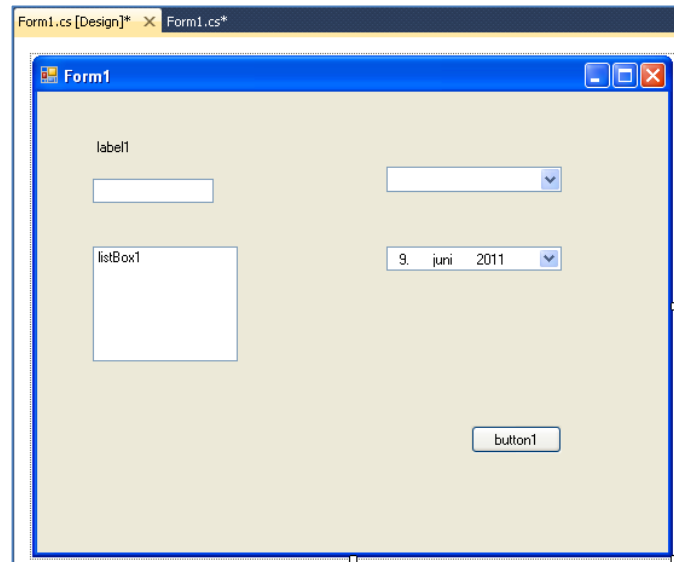 Form1.cs [Design]* Form1.cs*
Form1
label1
listBox1
9. juni 2011
button1